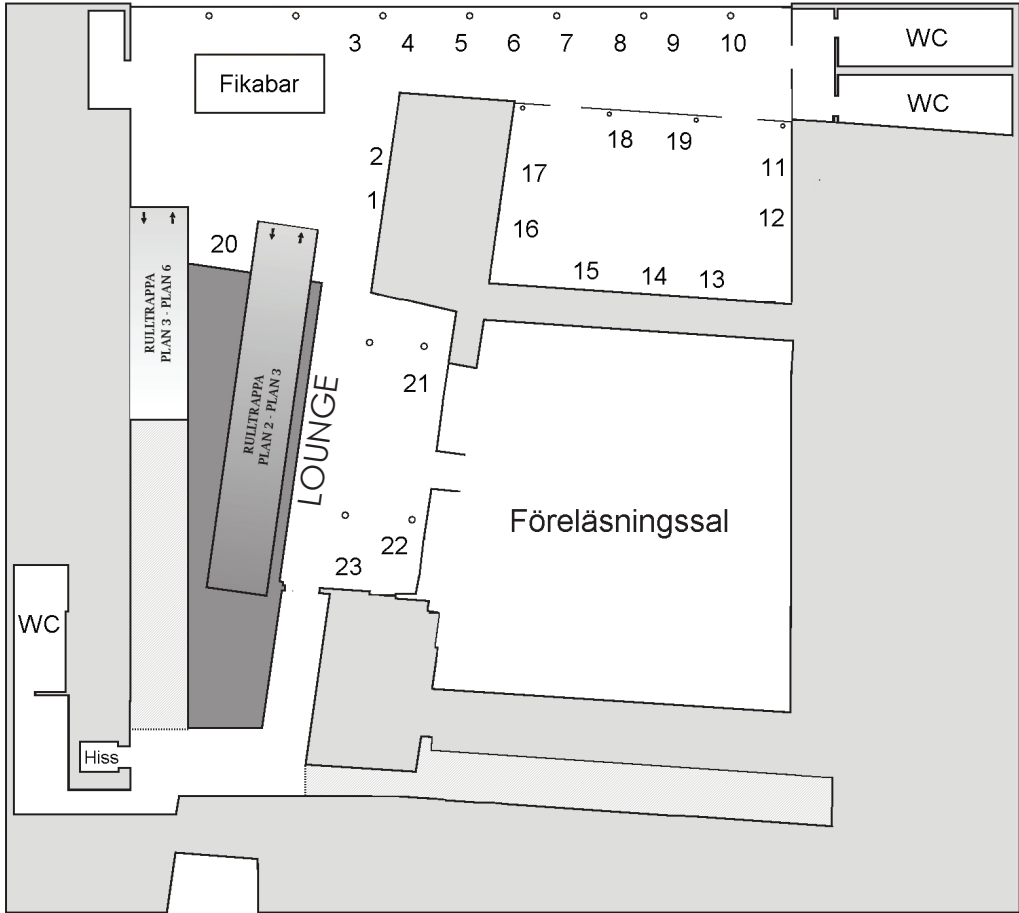 WC
3 4 5 6 7 8 9 10
Fikabar
WC
18 19
2
17
11
1
16
12
20
15 14 13
RULLTRAPPA
PLAN 3 - PLAN 6
21
RULLTRAPPA
PLAN 2 - PLAN 3
LOUNGE
Föreläsningssal
22
23
WC
Hiss